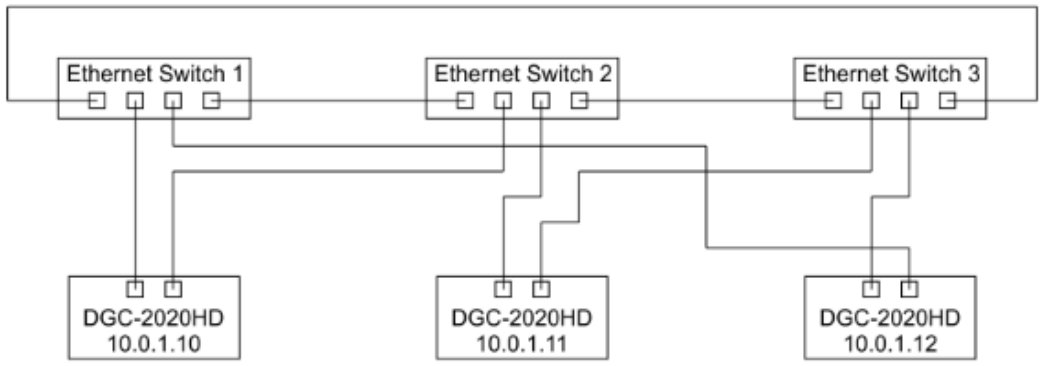 Ethernet Switch 1
Ethernet Switch 2
Ethernet Switch 3
DGC-2020HD
10.0.1.10
DGC-2020HD
10.0.1.11
DGC-2020HD
10.0.1.12